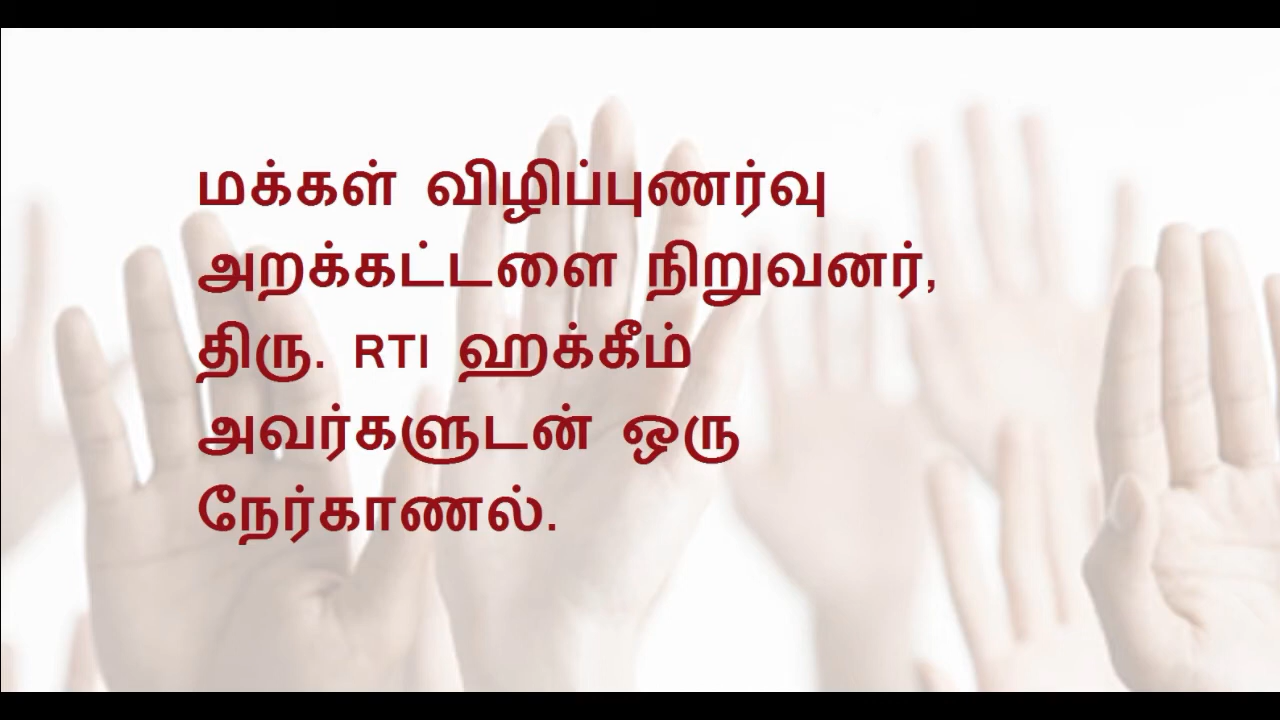 மக்கள் விழிப்புணர்வு
அறக்கட்டளை நிறுவனர்,
திரு. RTI ஹக்கீம்
அவர்களுடன் ஒரு
நேர்காணல்.